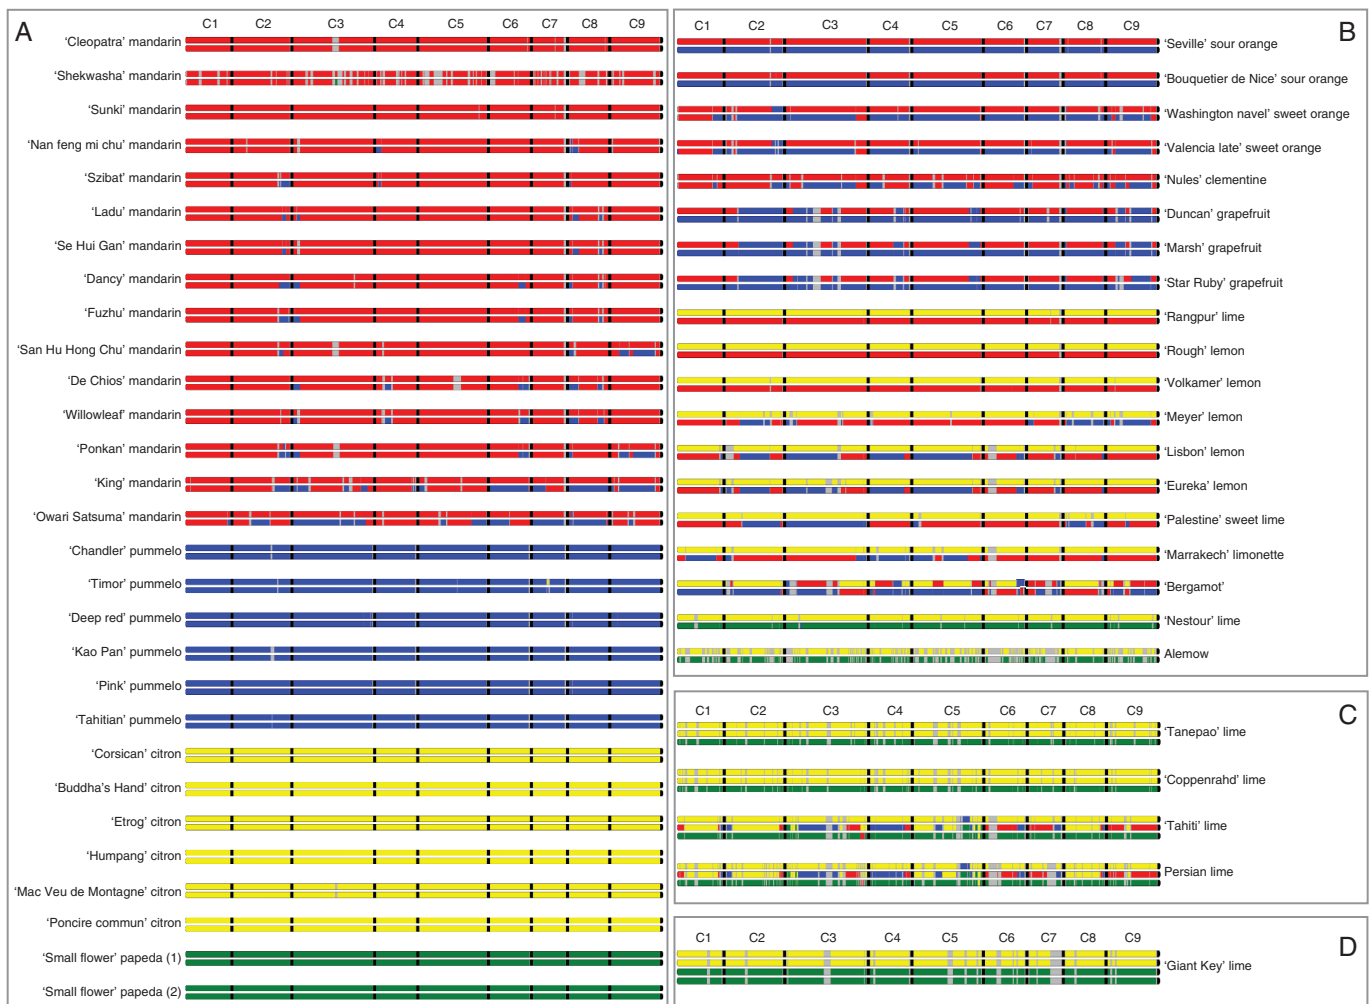 A
C1 C2 C3 C4 C5 C6 C7 C8 C9
‘Cleopatra’ mandarin
‘Shekwasha’ mandarin
‘Sunki’ mandarin
‘Nan feng mi chu’ mandarin
‘Szibat’ mandarin
‘Ladu’ mandarin
‘Se Hui Gan’ mandarin
‘Dancy’ mandarin
‘Fuzhu’ mandarin
‘San Hu Hong Chu’ mandarin
‘De Chios’ mandarin
‘Willowleaf’ mandarin
‘Ponkan’ mandarin
‘King’ mandarin
‘Owari Satsuma’ mandarin
‘Chandler’ pummelo
‘Timor’ pummelo
‘Deep red’ pummelo
‘Kao Pan’ pummelo
‘Pink’ pummelo
‘Tahitian’ pummelo
‘Corsican’ citron
‘Buddha’s Hand’ citron
‘Etrog’ citron
‘Humpang’ citron
‘Mac Veu de Montagne’ citron
‘Poncire commun’ citron
‘Small flower’ papeda (1)
‘Small flower’ papeda (2)
C1 C2 C3 C4 C5 C6 C7 C8 C9
B
‘Seville’ sour orange
‘Bouquetier de Nice’ sour orange
‘Washington navel’ sweet orange
‘Valencia late’ sweet orange
‘Nules’ clementine
‘Duncan’ grapefruit
‘Marsh’ grapefruit
‘Star Ruby’ grapefruit
‘Rangpur’ lime
‘Rough’ lemon
‘Volkamer’ lemon
‘Meyer’ lemon
‘Lisbon’ lemon
‘Eureka’ lemon
‘Palestine’ sweet lime
‘Marrakech’ limonette
‘Bergamot’
‘Nestour’ lime
Alemow
C1 C2 C3 C4 C5 C6 C7 C8 C9
C
‘Tanepao’ lime
‘Coppenrahd’ lime
‘Tahiti’ lime
Persian lime
C1 C2 C3 C4 C5 C6 C7 C8 C9
D
‘Giant Key’ lime